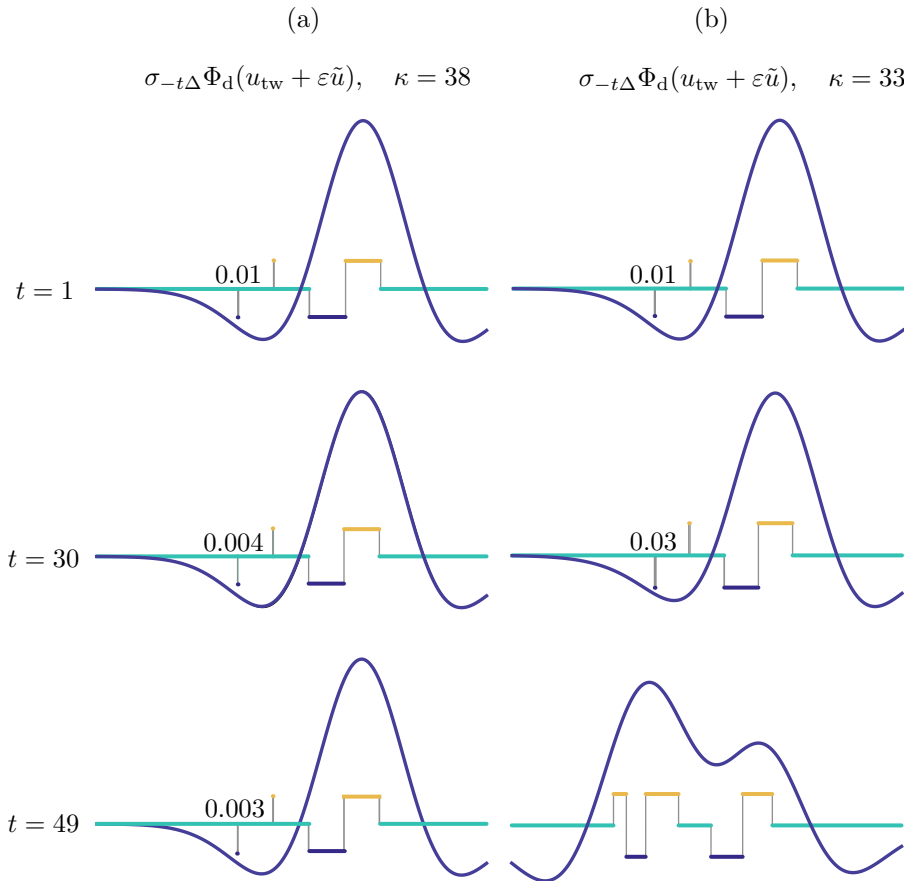 (a) (b)
σ₋ₜΔΦd(utw + εũ), κ = 38 σ₋ₜΔΦd(utw + εũ), κ = 33
0.01 0.01
t = 1
0.004 0.03
t = 30
0.003
t = 49